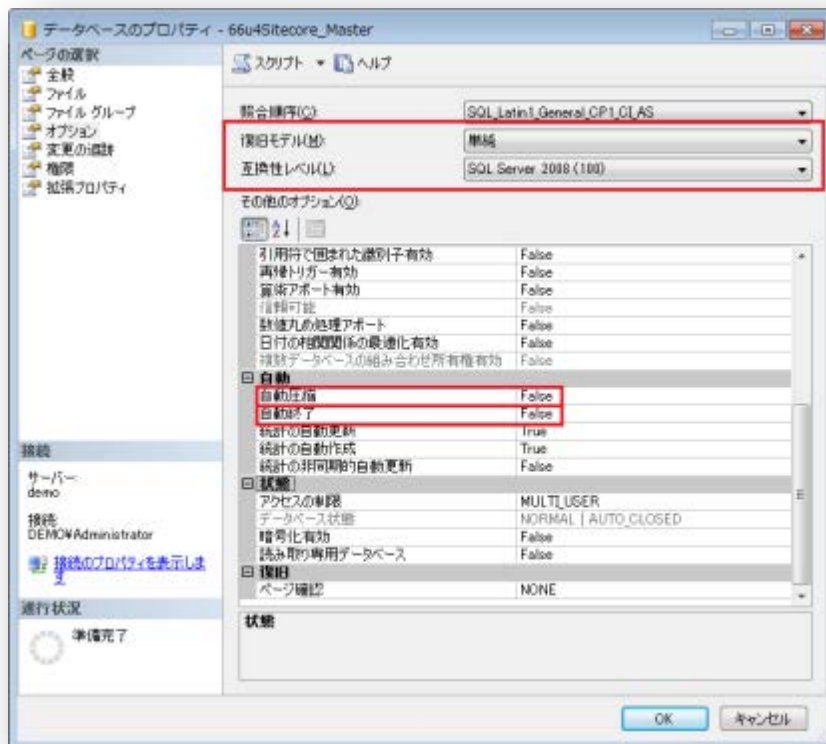 データベースのプロパティ - 66u4Sitecore_Master
ページの選択
全般
ファイル
ファイル グループ
オプション
変更の追跡
権限
拡張プロパティ
スクリプト
ヘルプ
照合順序(C):
SQL_Latin1_General_CP1_CI_AS
復旧モデル(M):
単純
互換性レベル(L):
SQL Server 2008 (100)
その他のオプション(O):
引用符で囲まれた識別子有効 False
再帰トリガー有効 False
算術アボート有効 False
信頼可能 False
数値丸め処理アボート False
日付の相関関係の最適化有効 False
複数データベースの組み合わせ所有権有効 False
自動
自動圧縮 False
自動終了 False
統計の自動更新 True
統計の自動作成 True
統計の非同期的自動更新 False
状態
アクセスの制限 MULTI_USER
データベース状態 NORMAL | AUTO_CLOSED
暗号化有効 False
読み取り専用データベース False
復旧
ページ確認 NONE
状態
接続
サーバー:
demo
接続:
DEMO¥Administrator
接続のプロパティを表示しま
す
進行状況
準備完了
OK
キャンセル